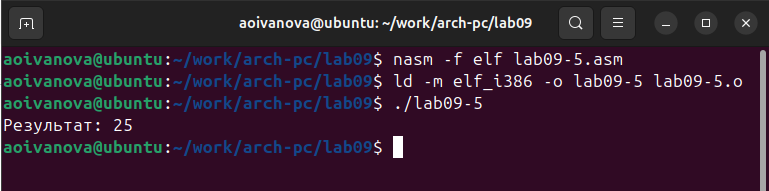 aoivanova@ubuntu: ~/work/arch-pc/lab09
aoivanova@ubuntu:~/work/arch-pc/lab09$ nasm -f elf lab09-5.asm
aoivanova@ubuntu:~/work/arch-pc/lab09$ ld -m elf_i386 -o lab09-5 lab09-5.o
aoivanova@ubuntu:~/work/arch-pc/lab09$ ./lab09-5
Результат: 25
aoivanova@ubuntu:~/work/arch-pc/lab09$